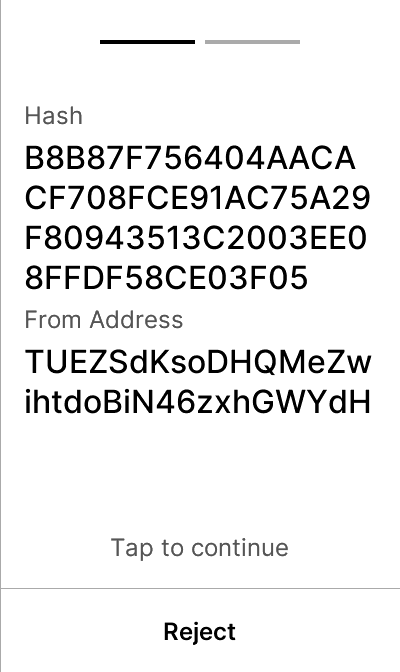 Hash
B8B87F756404AACA
CF708FCE91AC75A29
F80943513C2003EE0
8FFDF58CE03F05
From Address
TUEZSdKsoDHQMeZw
ihtdoBiN46zxhGWYdH
Tap to continue
Reject